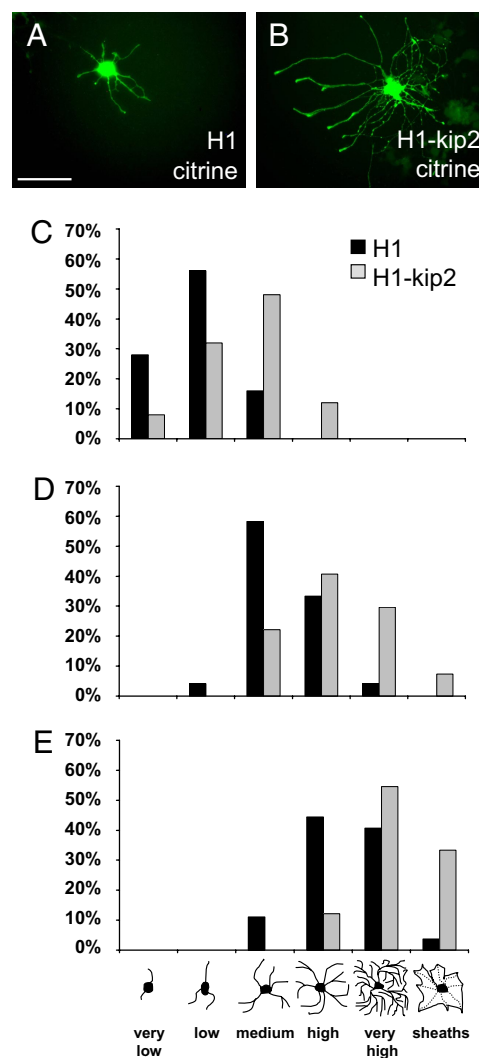 A
H1
citrine
B
H1-kip2
citrine
C
70%
60%
50%
40%
30%
20%
10%
0%
H1
H1-kip2
D
70%
60%
50%
40%
30%
20%
10%
0%
E
70%
60%
50%
40%
30%
20%
10%
0%
very low
low
medium
high
very high
sheaths